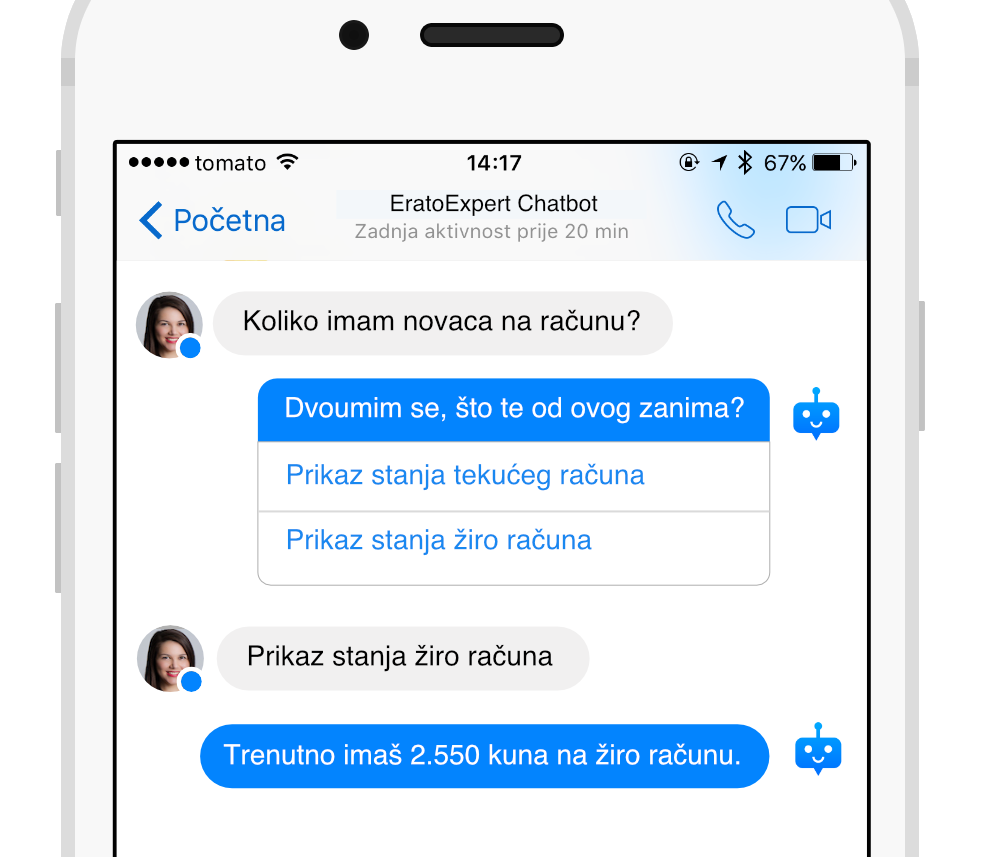 tomato
14:17
67%
Početna
EratoExpert Chatbot
Zadnja aktivnost prije 20 min
Koliko imam novaca na računu?
Dvoumim se, što te od ovog zanima?
Prikaz stanja tekućeg računa
Prikaz stanja žiro računa
Prikaz stanja žiro računa
Trenutno imaš 2.550 kuna na žiro računu.